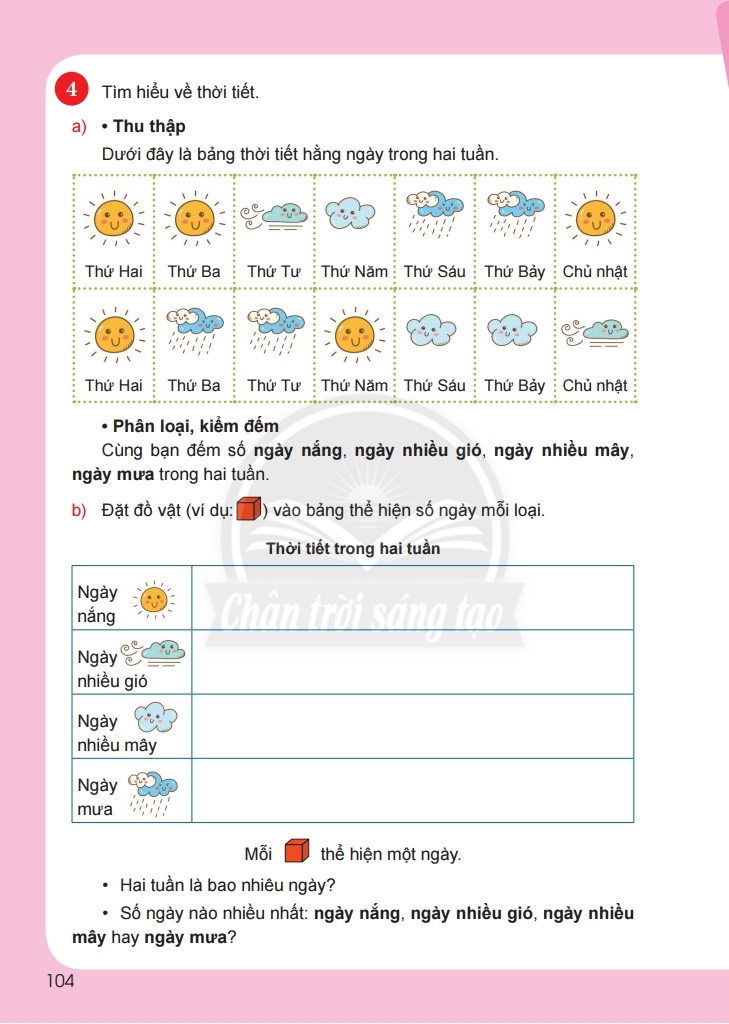 4 Tìm hiểu về thời tiết.
a) • Thu thập
Dưới đây là bảng thời tiết hằng ngày trong hai tuần.
Thứ Hai Thứ Ba Thứ Tư Thứ Năm Thứ Sáu Thứ Bảy Chủ nhật
Thứ Hai Thứ Ba Thứ Tư Thứ Năm Thứ Sáu Thứ Bảy Chủ nhật
• Phân loại, kiểm đếm
Cùng bạn đếm số ngày nắng, ngày nhiều gió, ngày nhiều mây,
ngày mưa trong hai tuần.
b) Đặt đồ vật (ví dụ: ) vào bảng thể hiện số ngày mỗi loại.
Thời tiết trong hai tuần
Chân trời sáng tạo
Ngày
nắng
Ngày
nhiều gió
Ngày
nhiều mây
Ngày
mưa
Mỗi thể hiện một ngày.
• Hai tuần là bao nhiêu ngày?
• Số ngày nào nhiều nhất: ngày nắng, ngày nhiều gió, ngày nhiều
mây hay ngày mưa?
104